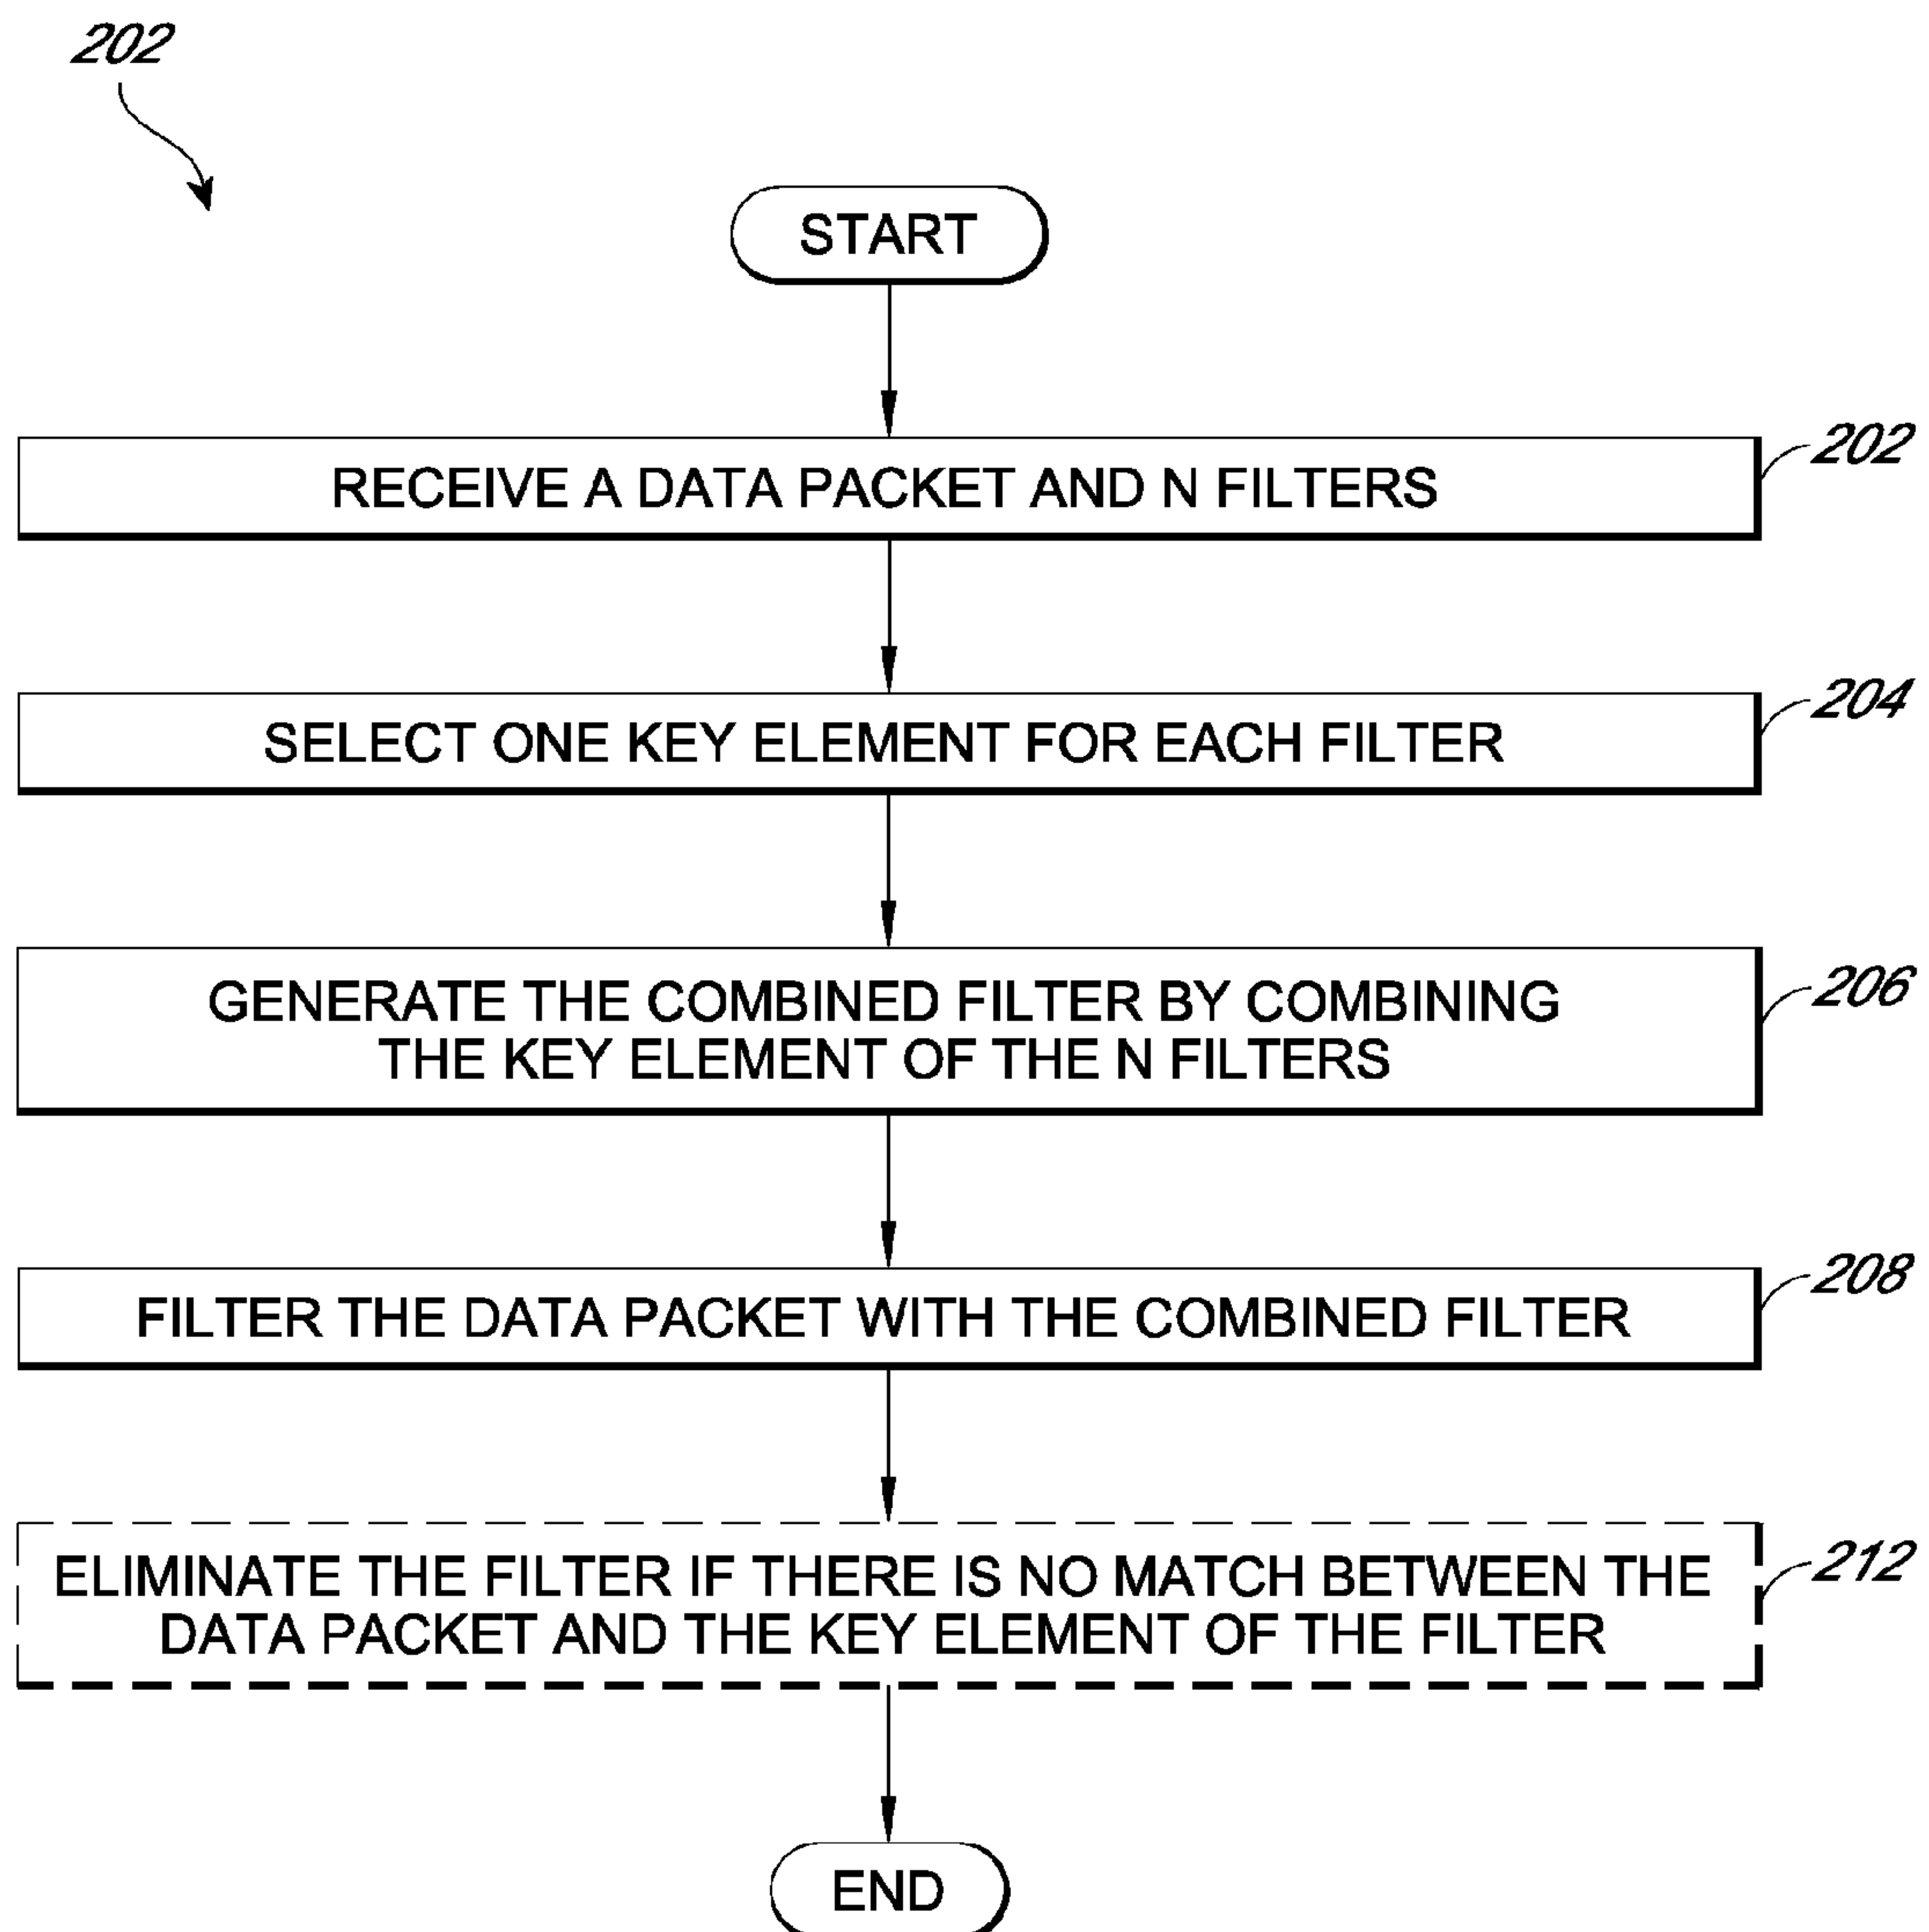 202
START
RECEIVE A DATA PACKET AND N FILTERS
202
SELECT ONE KEY ELEMENT FOR EACH FILTER
204
GENERATE THE COMBINED FILTER BY COMBINING
THE KEY ELEMENT OF THE N FILTERS
206
FILTER THE DATA PACKET WITH THE COMBINED FILTER
208
ELIMINATE THE FILTER IF THERE IS NO MATCH BETWEEN THE
DATA PACKET AND THE KEY ELEMENT OF THE FILTER
212
END